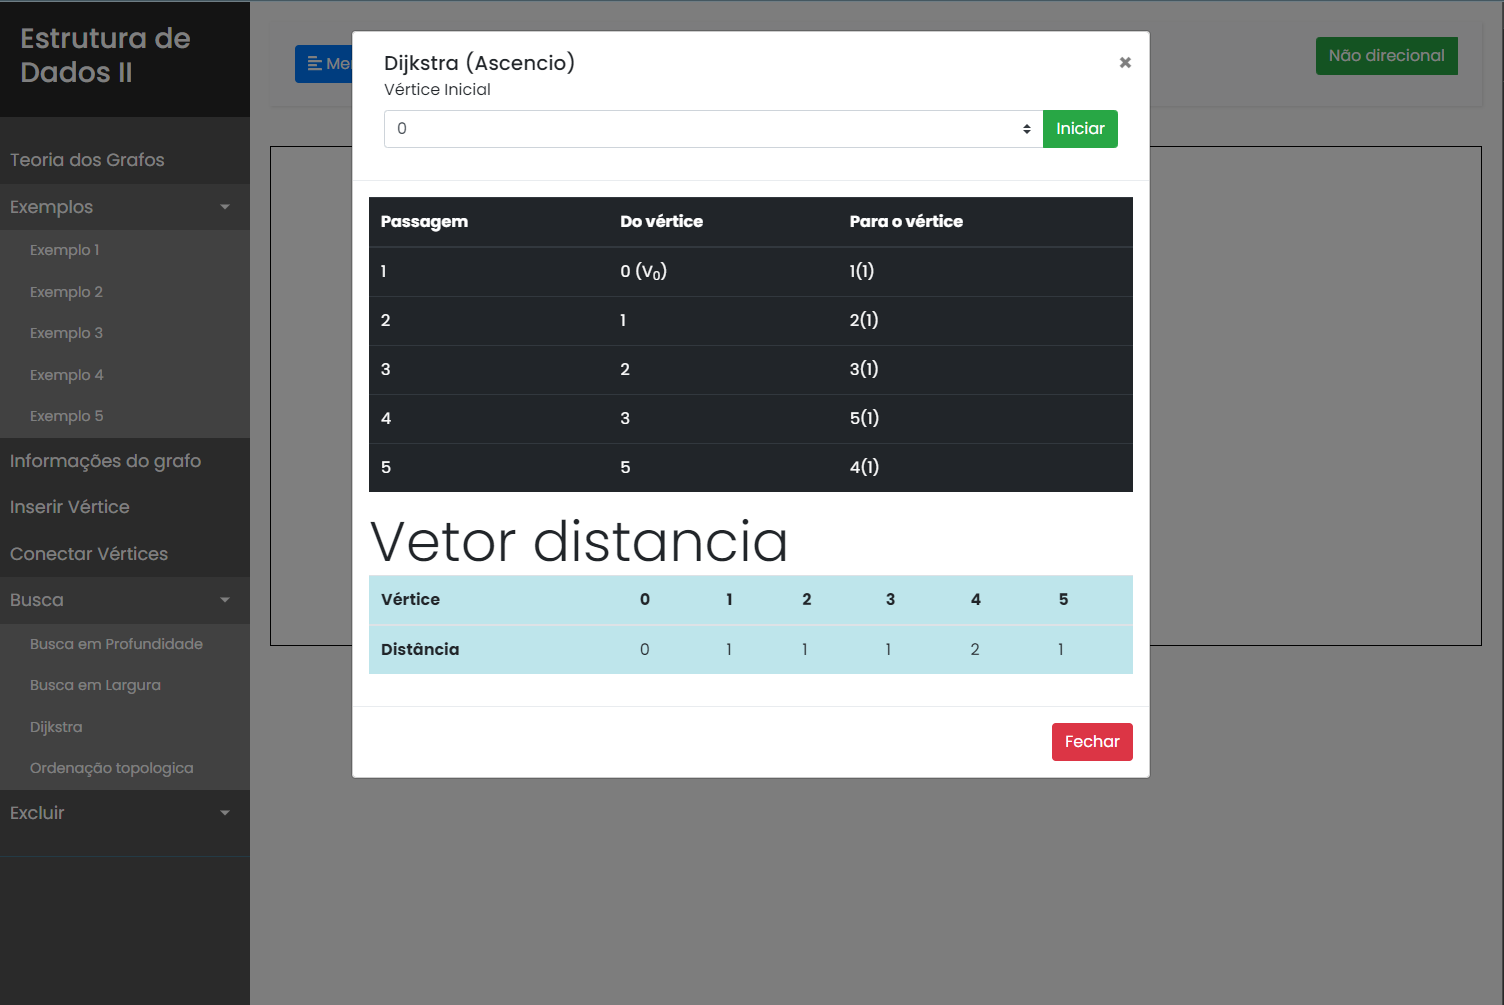 Estrutura de
Dados II
Teoria dos Grafos
Exemplos
Exemplo 1
Exemplo 2
Exemplo 3
Exemplo 4
Exemplo 5
Informações do grafo
Inserir Vértice
Conectar Vértices
Busca
Busca em Profundidade
Busca em Largura
Dijkstra
Ordenação topologica
Excluir
Não direcional
Dijkstra (Ascencio)
×
Vértice Inicial
0 Iniciar
Passagem Do vértice Para o vértice
1 0 (V₀) 1(1)
2 1 2(1)
3 2 3(1)
4 3 5(1)
5 5 4(1)
Vetor distancia
Vértice 0 1 2 3 4 5
Distância 0 1 1 1 2 1
Fechar